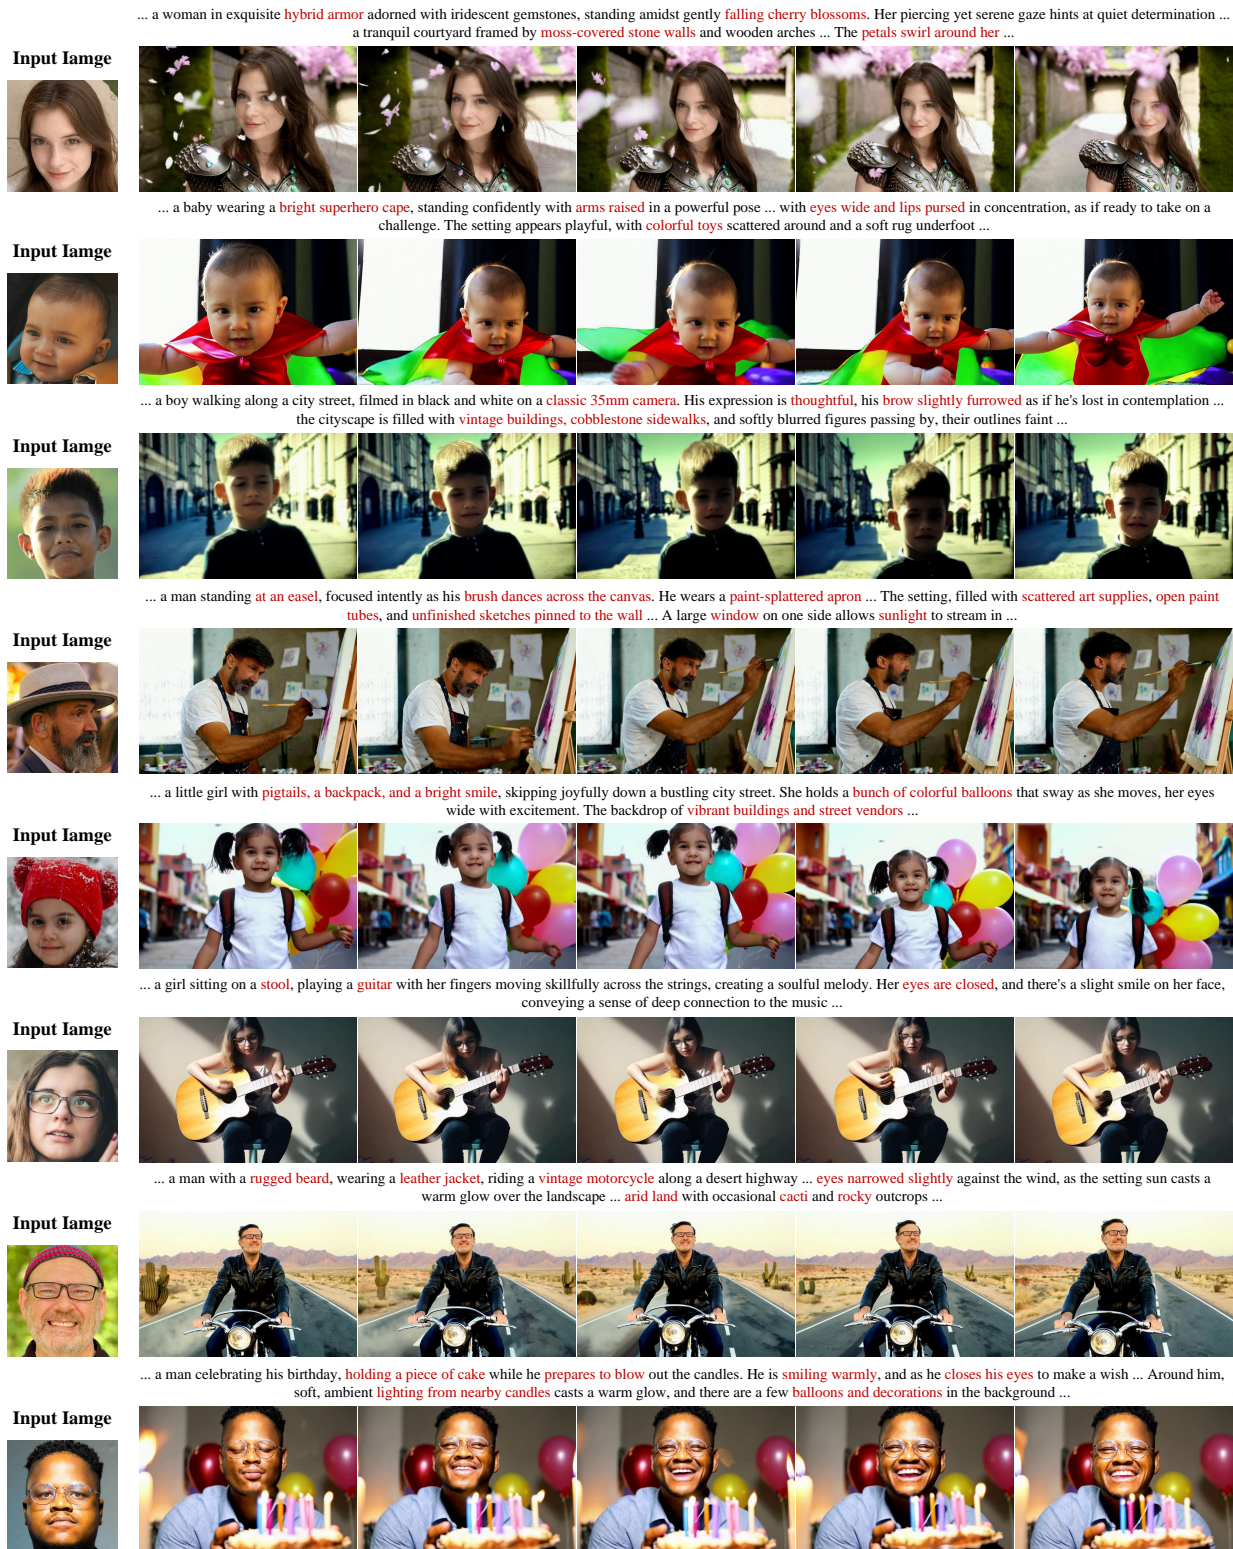 ... a woman in exquisite hybrid armor adorned with iridescent gemstones, standing amidst gently falling cherry blossoms. Her piercing yet serene gaze hints at quiet determination ...
a tranquil courtyard framed by moss-covered stone walls and wooden arches ... The petals swirl around her ...
Input Iamge
... a baby wearing a bright superhero cape, standing confidently with arms raised in a powerful pose ... with eyes wide and lips pursed in concentration, as if ready to take on a
challenge. The setting appears playful, with colorful toys scattered around and a soft rug underfoot ...
Input Iamge
... a boy walking along a city street, filmed in black and white on a classic 35mm camera. His expression is thoughtful, his brow slightly furrowed as if he's lost in contemplation ...
the cityscape is filled with vintage buildings, cobblestone sidewalks, and softly blurred figures passing by, their outlines faint ...
Input Iamge
... a man standing at an easel, focused intently as his brush dances across the canvas. He wears a paint-splattered apron ... The setting, filled with scattered art supplies, open paint
tubes, and unfinished sketches pinned to the wall ... A large window on one side allows sunlight to stream in ...
Input Iamge
... a little girl with pigtails, a backpack, and a bright smile, skipping joyfully down a bustling city street. She holds a bunch of colorful balloons that sway as she moves, her eyes
wide with excitement. The backdrop of vibrant buildings and street vendors ...
Input Iamge
... a girl sitting on a stool, playing a guitar with her fingers moving skillfully across the strings, creating a soulful melody. Her eyes are closed, and there's a slight smile on her face,
conveying a sense of deep connection to the music ...
Input Iamge
... a man with a rugged beard, wearing a leather jacket, riding a vintage motorcycle along a desert highway ... eyes narrowed slightly against the wind, as the setting sun casts a
warm glow over the landscape ... arid land with occasional cacti and rocky outcrops ...
Input Iamge
... a man celebrating his birthday, holding a piece of cake while he prepares to blow out the candles. He is smiling warmly, and as he closes his eyes to make a wish ... Around him,
soft, ambient lighting from nearby candles casts a warm glow, and there are a few balloons and decorations in the background ...
Input Iamge